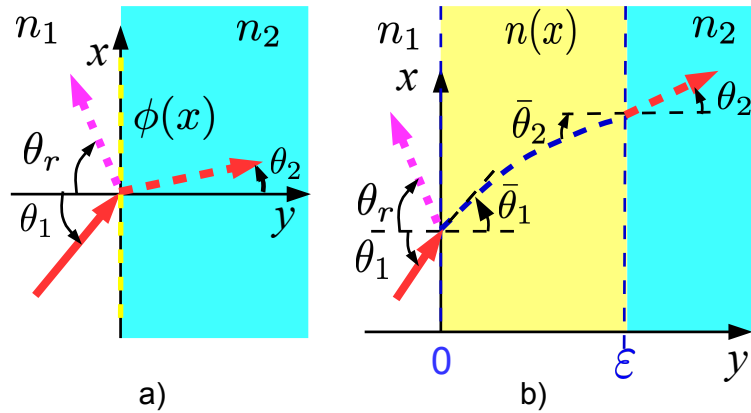 n₁
n₂
x
ϕ(x)
θᵣ
θ₁
θ₂
y
a)
n₁
n(x)
n₂
x
θ̄₂
θ₂
θᵣ
θ̄₁
θ₁
0
ε
y
b)